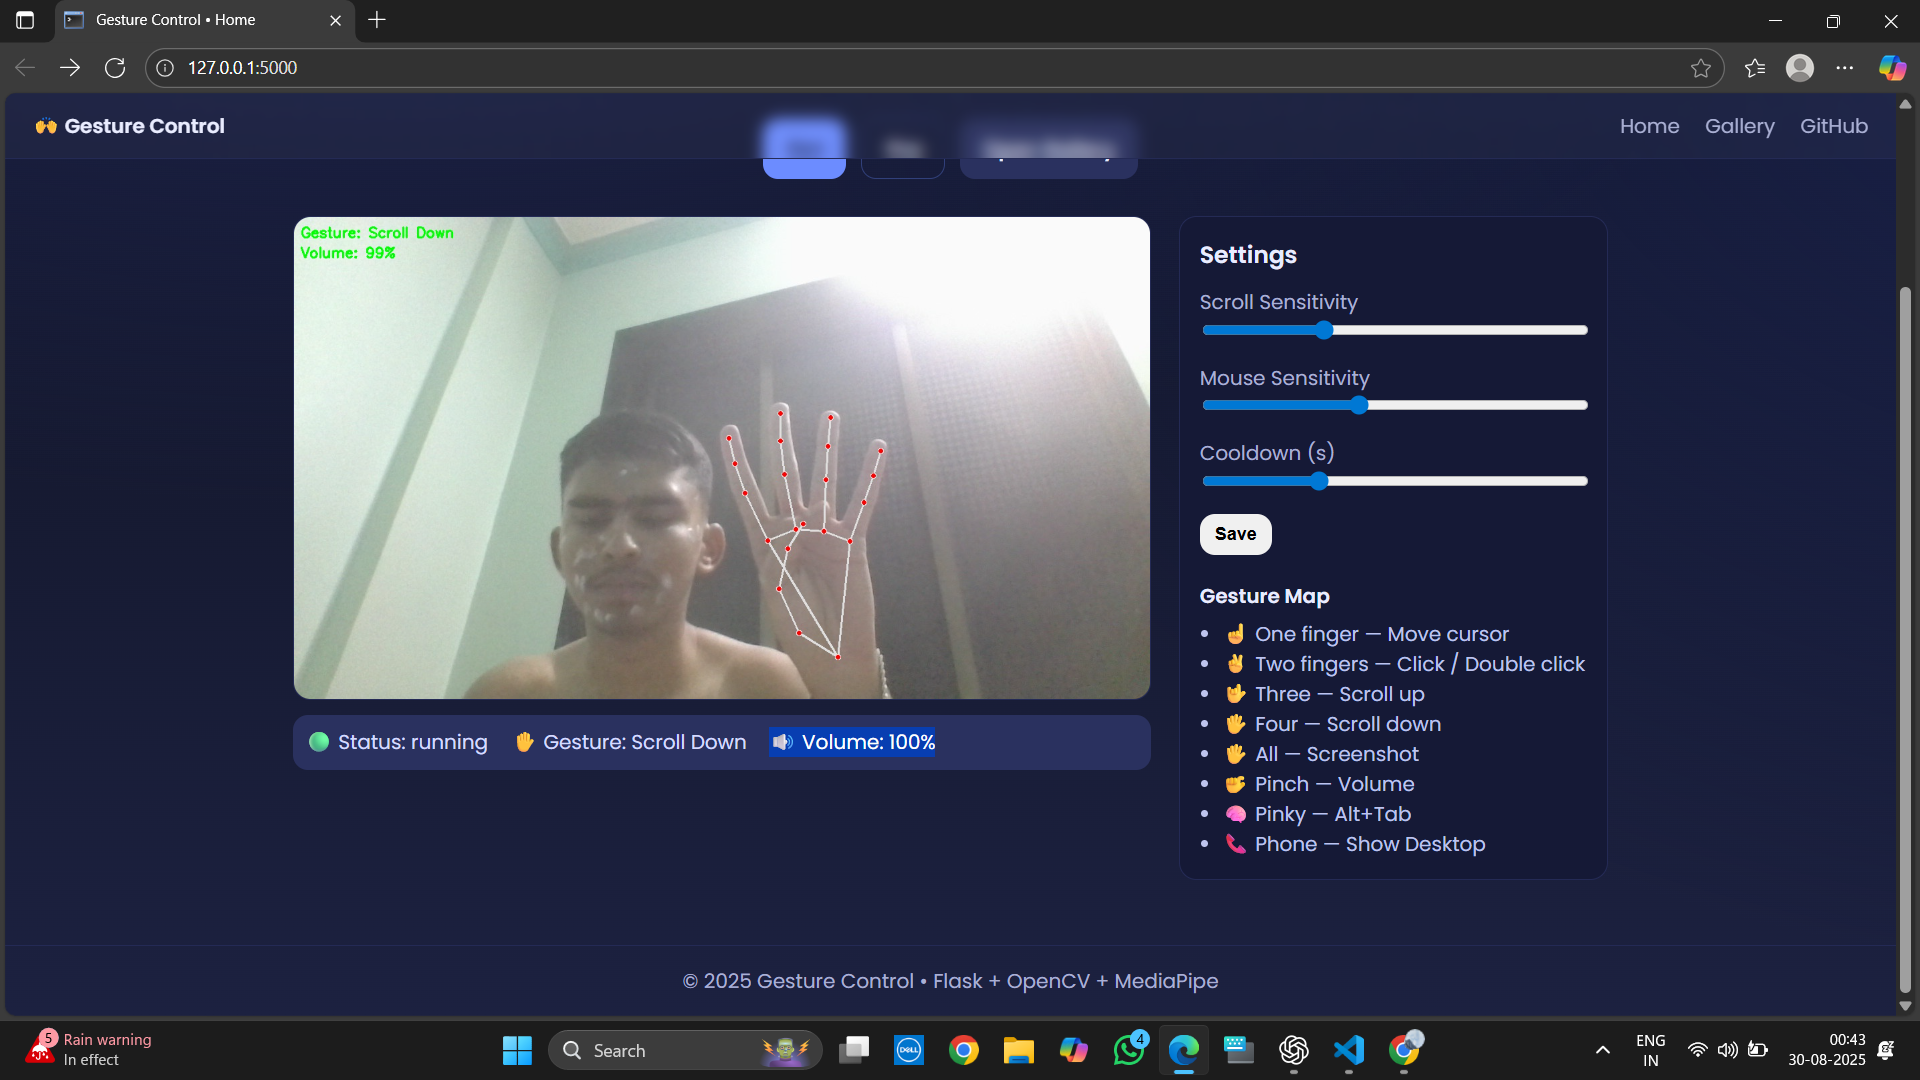 Gesture Control • Home
127.0.0.1:5000
Gesture Control
Home
Gallery
GitHub
Gesture: Scroll Down
Volume: 99%
Status: running
Gesture: Scroll Down
Volume: 100%
Settings
Scroll Sensitivity
Mouse Sensitivity
Cooldown (s)
Save
Gesture Map
One finger — Move cursor
Two fingers — Click / Double click
Three — Scroll up
Four — Scroll down
All — Screenshot
Pinch — Volume
Pinky — Alt+Tab
Phone — Show Desktop
© 2025 Gesture Control • Flask + OpenCV + MediaPipe
5
Rain warning
In effect
Search
DELL
4
ENG
IN
00:43
30-08-2025